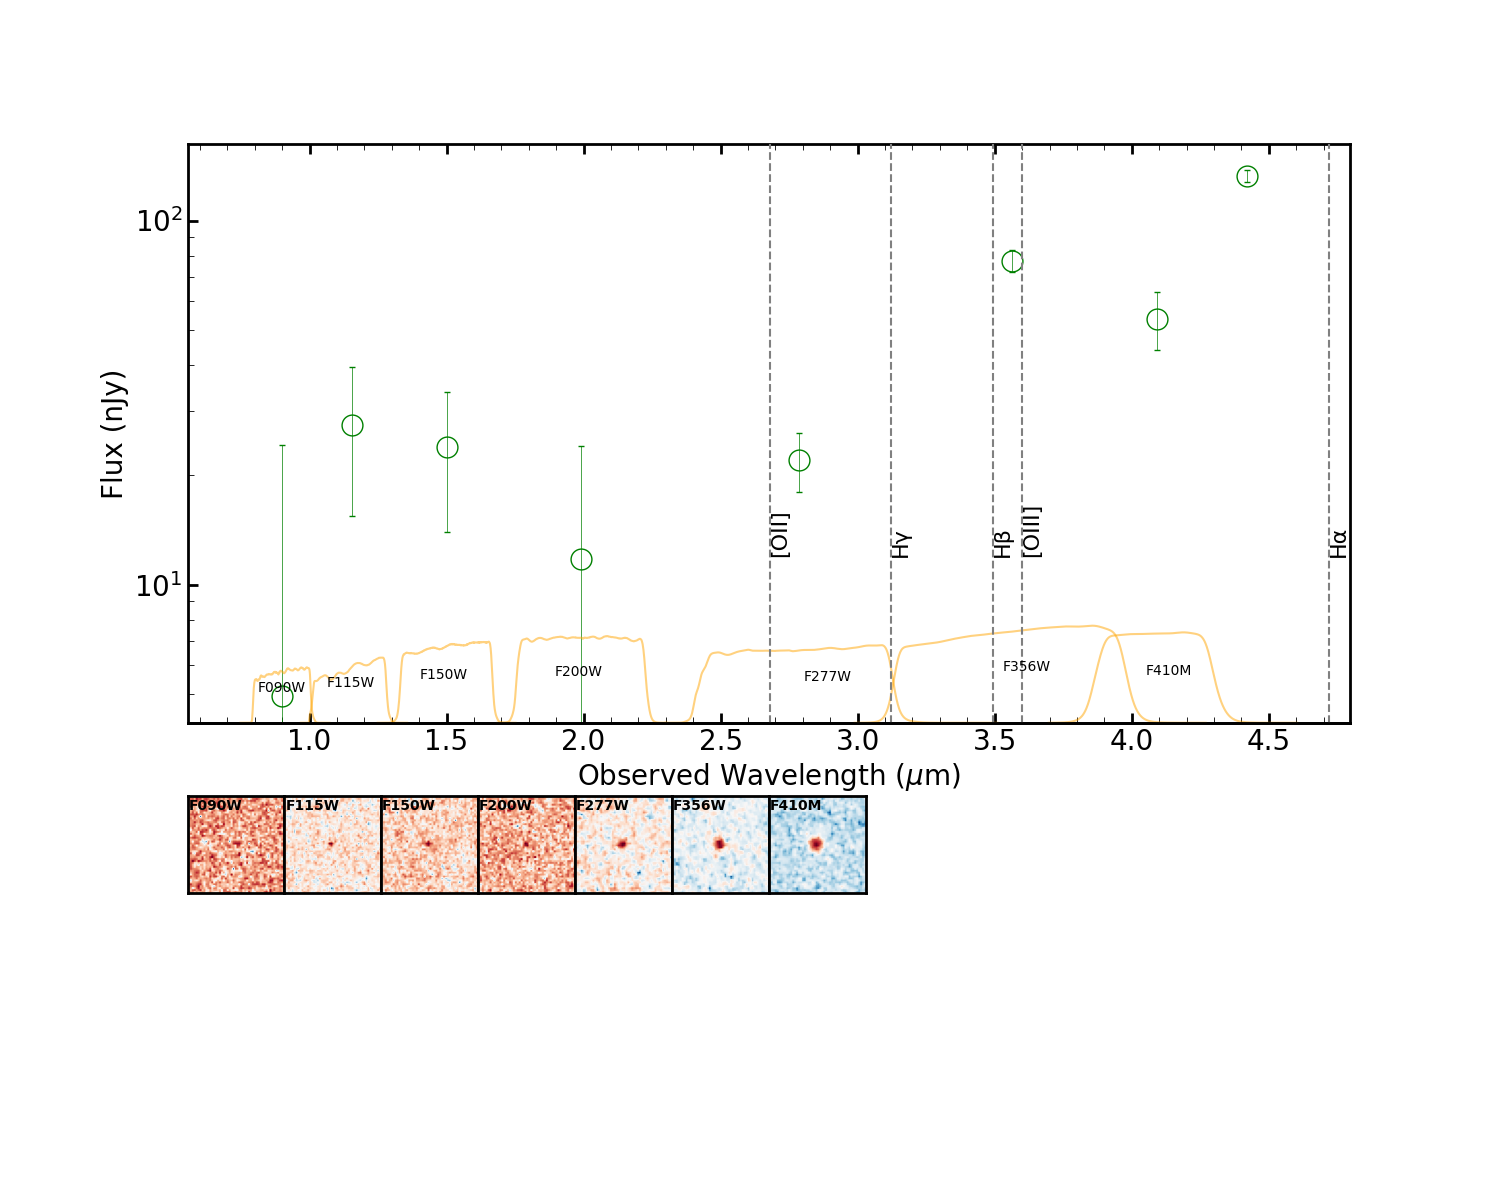 10²
10¹
Flux (nJy)
[OII]
Hγ
Hβ
[OIII]
Hα
F090W
F115W
F150W
F200W
F277W
F356W
F410M
1.0 1.5 2.0 2.5 3.0 3.5 4.0 4.5
Observed Wavelength (μm)
F090W F115W F150W F200W F277W F356W F410M